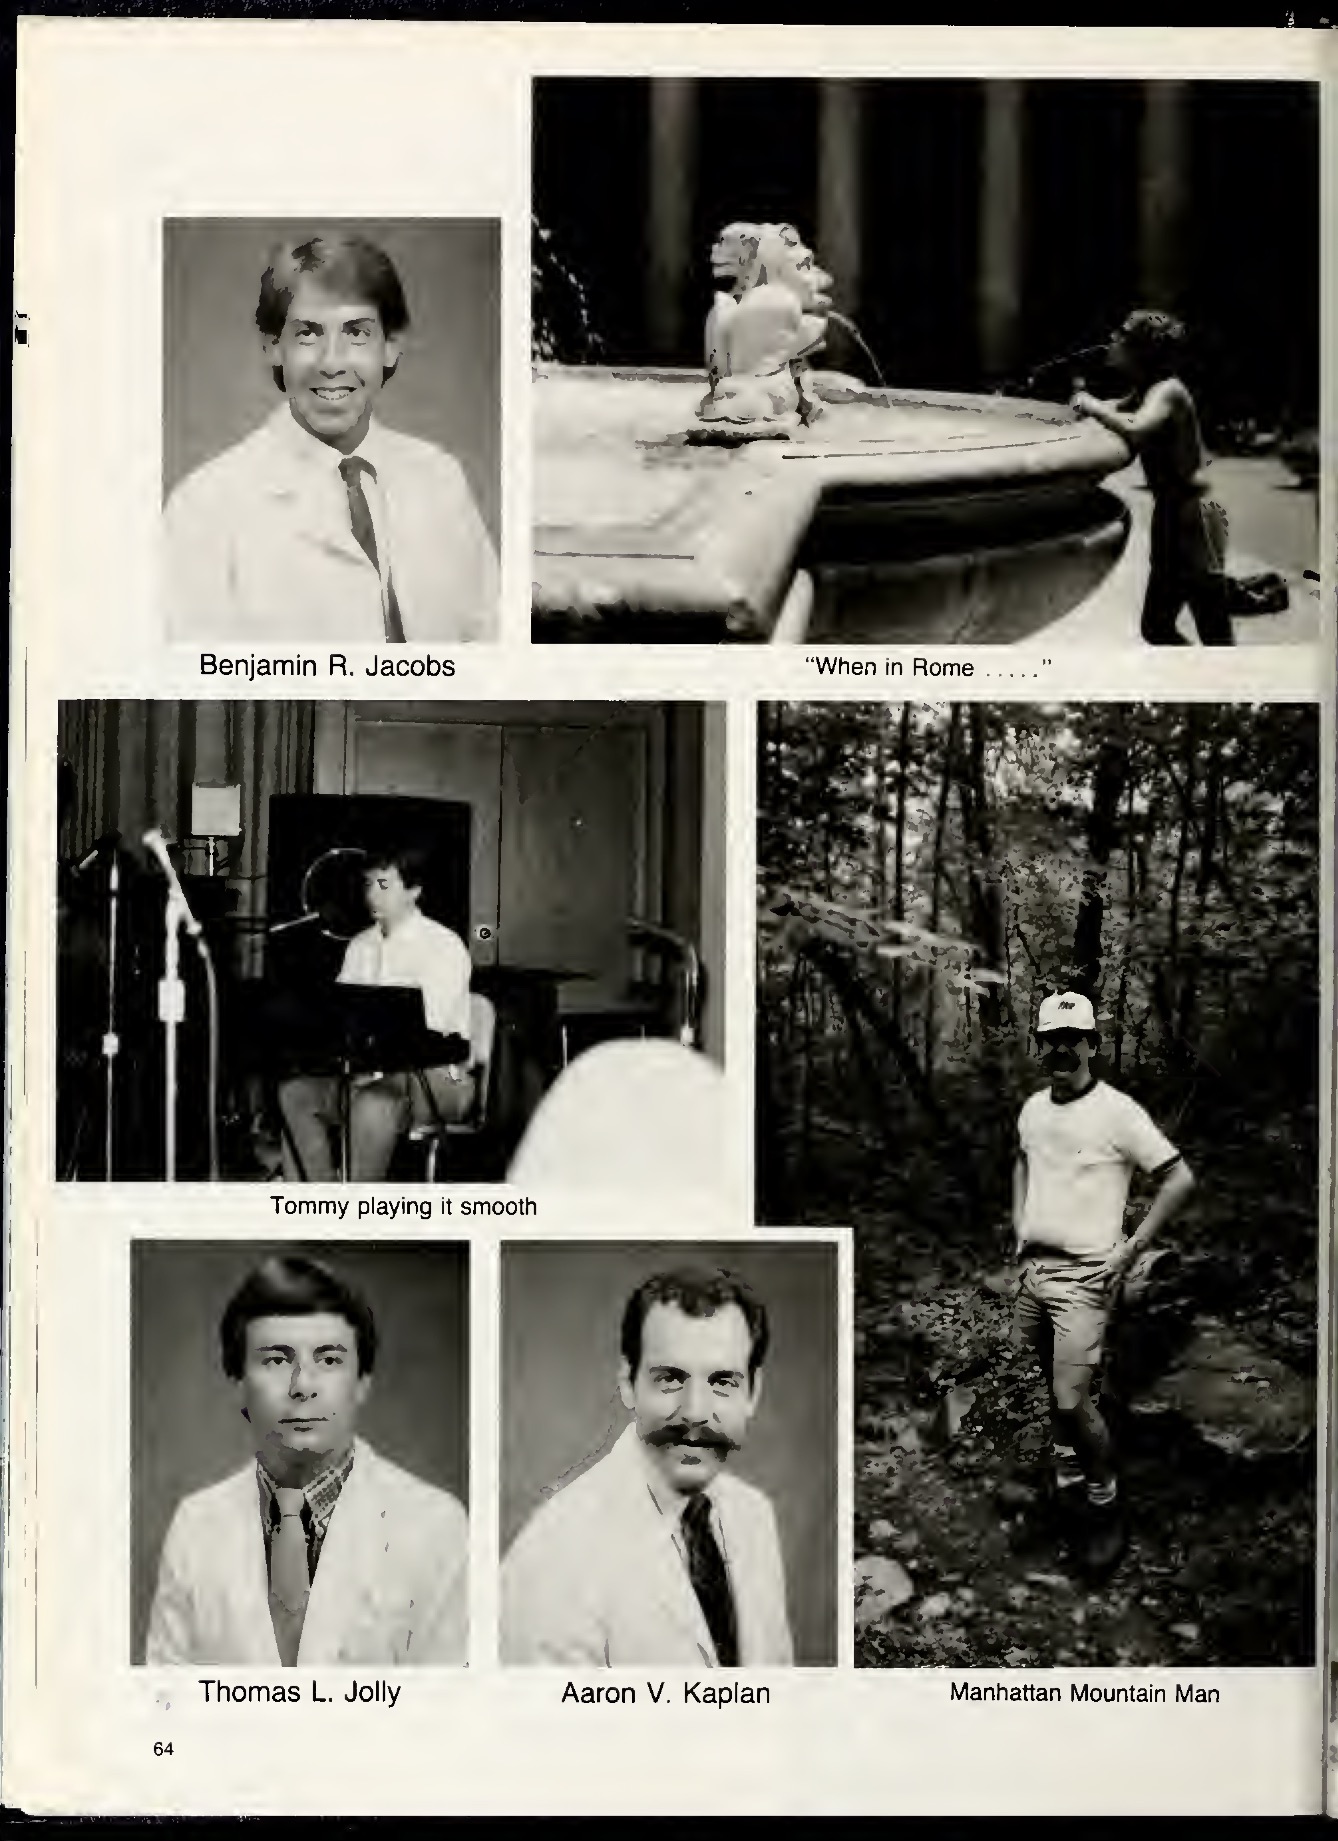 Benjamin R. Jacobs
"When in Rome ....."
Tommy playing it smooth
Thomas L. Jolly
Aaron V. Kaplan
Manhattan Mountain Man
64